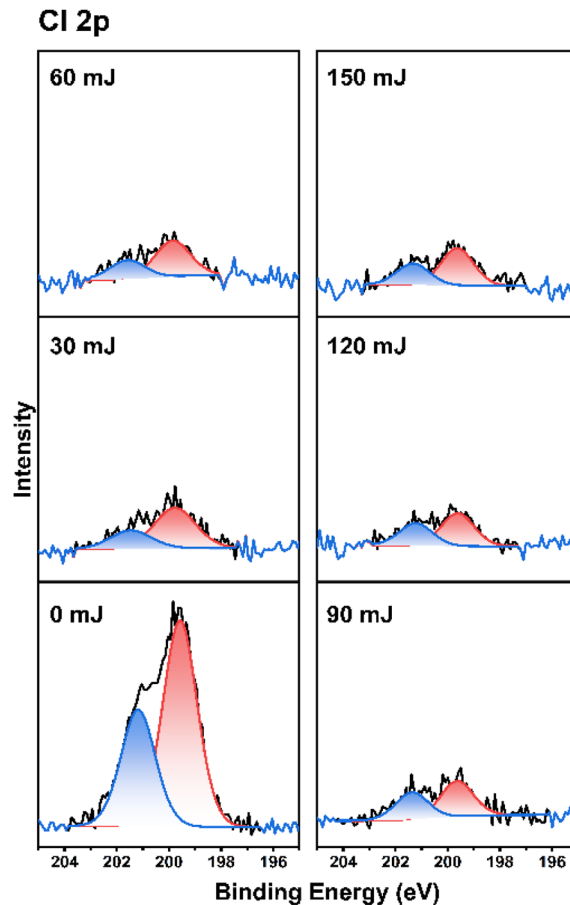 Cl 2p
60 mJ
150 mJ
30 mJ
120 mJ
0 mJ
90 mJ
Intensity
204 202 200 198 196
204 202 200 198 196
Binding Energy (eV)